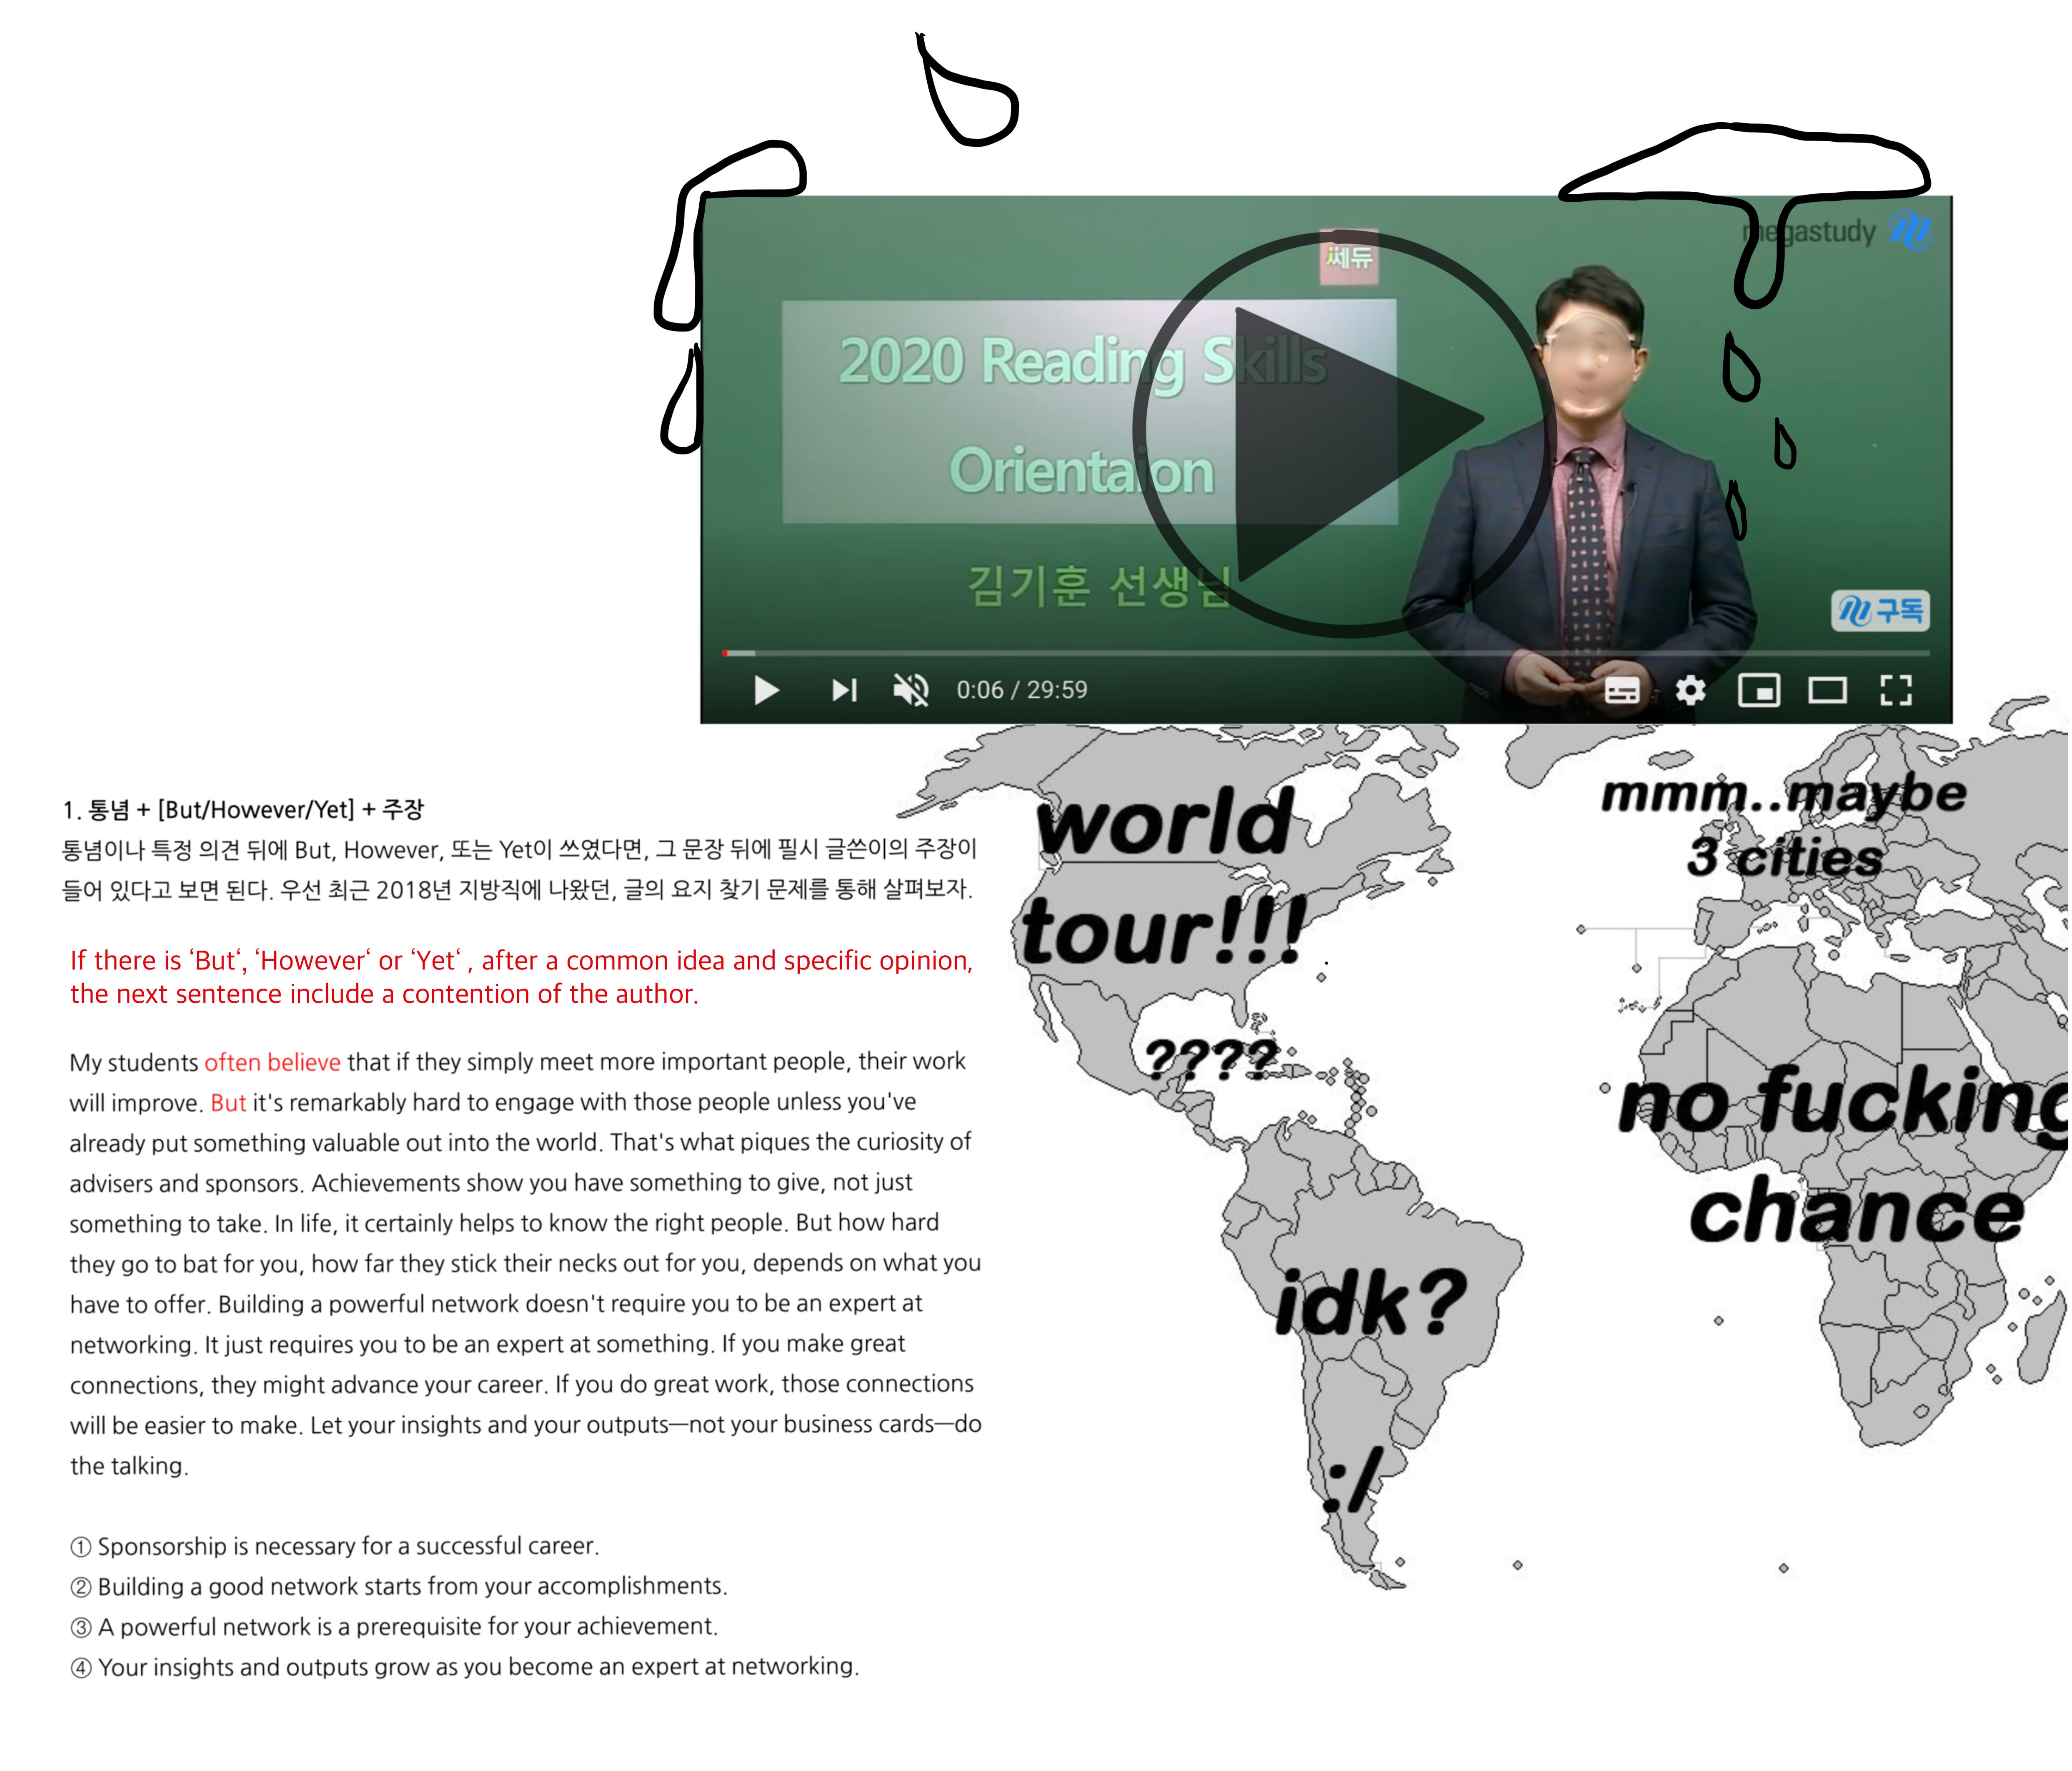 megastudy
쎄듀
2020 Reading Skills
Orientaion
김기훈 선생님
구독
0:06 / 29:59
1. 통념 + [But/However/Yet] + 주장
통념이나 특정 의견 뒤에 But, However, 또는 Yet이 쓰였다면, 그 문장 뒤에 필시 글쓴이의 주장이
들어 있다고 보면 된다. 우선 최근 2018년 지방직에 나왔던, 글의 요지 찾기 문제를 통해 살펴보자.
If there is ‘But‘, ‘However‘ or ‘Yet‘ , after a common idea and specific opinion,
the next sentence include a contention of the author.
My students often believe that if they simply meet more important people, their work
will improve. But it's remarkably hard to engage with those people unless you've
already put something valuable out into the world. That's what piques the curiosity of
advisers and sponsors. Achievements show you have something to give, not just
something to take. In life, it certainly helps to know the right people. But how hard
they go to bat for you, how far they stick their necks out for you, depends on what you
have to offer. Building a powerful network doesn't require you to be an expert at
networking. It just requires you to be an expert at something. If you make great
connections, they might advance your career. If you do great work, those connections
will be easier to make. Let your insights and your outputs—not your business cards—do
the talking.
① Sponsorship is necessary for a successful career.
② Building a good network starts from your accomplishments.
③ A powerful network is a prerequisite for your achievement.
④ Your insights and outputs grow as you become an expert at networking.
world
tour!!!
????
idk?
:/
mmm..maybe
3 cities
no fucking
chance